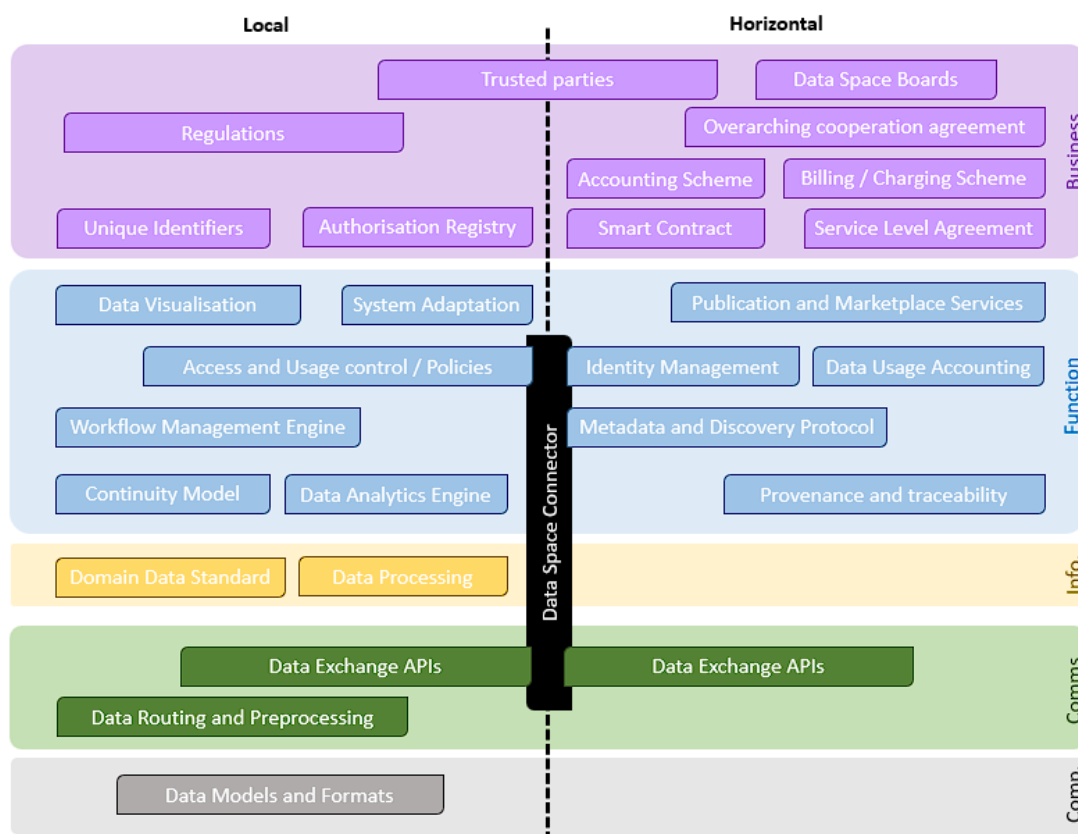 Local
Horizontal
Trusted parties
Data Space Boards
Regulations
Overarching cooperation agreement
Accounting Scheme
Billing / Charging Scheme
Unique Identifiers
Authorisation Registry
Smart Contract
Service Level Agreement
Business
Data Visualisation
System Adaptation
Publication and Marketplace Services
Access and Usage control / Policies
Identity Management
Data Usage Accounting
Workflow Management Engine
Metadata and Discovery Protocol
Continuity Model
Data Analytics Engine
Provenance and traceability
Function
Data Space Connector
Domain Data Standard
Data Processing
Info
Data Exchange APIs
Data Exchange APIs
Data Routing and Preprocessing
Comms
Data Models and Formats
Comp.